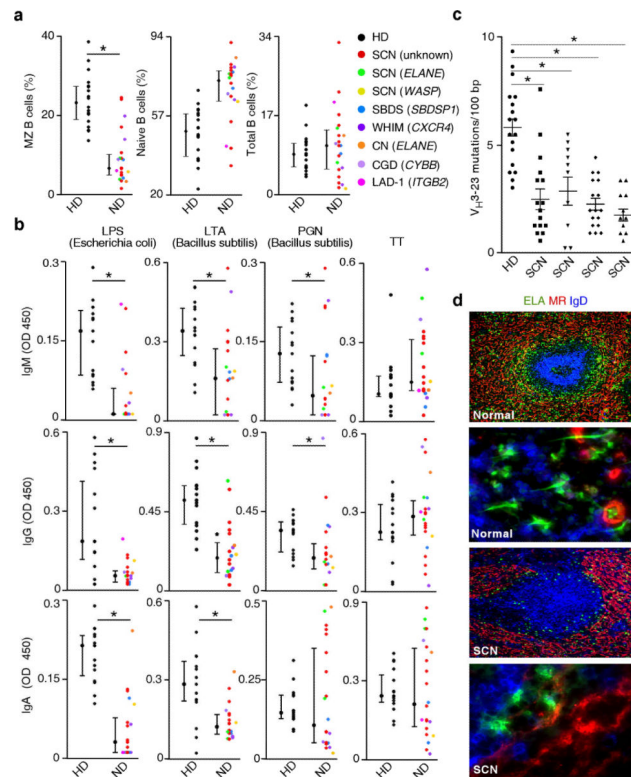 a
MZ B cells (%)
60
30
0
*
HD
ND
Naive B cells (%)
94
57
20
HD
ND
Total B cells (%)
34
17
0
HD
ND
HD
SCN (unknown)
SCN (ELANE)
SCN (WASP)
SBDS (SBDSP1)
WHIM (CXCR4)
CN (ELANE)
CGD (CYBB)
LAD-1 (ITGB2)
c
VH3-23 mutations/100 bp
10
5
0
*
*
*
*
HD
SCN
SCN
SCN
SCN
b
LPS
(Escherichia coli)
LTA
(Bacillus subtilis)
PGN
(Bacillus subtilis)
TT
IgM (OD 450)
0.3
0.15
0
*
0.6
0.3
0
*
0.3
0.15
0
*
0.6
0.3
0
IgG (OD 450)
0.6
0.3
0
*
0.9
0.45
0
*
0.9
0.45
0
*
0.6
0.3
0
IgA (OD 450)
0.3
0.15
0
*
0.6
0.3
0
*
0.5
0.25
0
0.9
0.45
0
HD
ND
HD
ND
HD
ND
HD
ND
d
ELA MR IgD
Normal
Normal
SCN
SCN